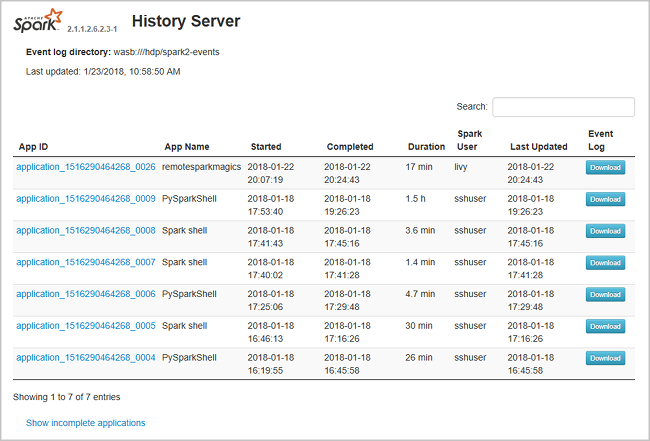 APACHE
Spark 2.1.1.2.6.2.3-1 History Server
Event log directory: wasb:///hdp/spark2-events
Last updated: 1/23/2018, 10:58:50 AM
Search:
App ID App Name Started Completed Duration Spark User Last Updated Event Log
application_1516290464268_0026 remotesparkmagics 2018-01-22 20:07:19 2018-01-22 20:24:43 17 min livy 2018-01-22 20:24:43 Download
application_1516290464268_0009 PySparkShell 2018-01-18 17:53:40 2018-01-18 19:26:23 1.5 h sshuser 2018-01-18 19:26:23 Download
application_1516290464268_0008 Spark shell 2018-01-18 17:41:43 2018-01-18 17:45:16 3.6 min sshuser 2018-01-18 17:45:16 Download
application_1516290464268_0007 Spark shell 2018-01-18 17:40:02 2018-01-18 17:41:28 1.4 min sshuser 2018-01-18 17:41:28 Download
application_1516290464268_0006 PySparkShell 2018-01-18 17:25:06 2018-01-18 17:29:48 4.7 min sshuser 2018-01-18 17:29:48 Download
application_1516290464268_0005 Spark shell 2018-01-18 16:46:13 2018-01-18 17:16:26 30 min sshuser 2018-01-18 17:16:26 Download
application_1516290464268_0004 PySparkShell 2018-01-18 16:19:55 2018-01-18 16:45:58 26 min sshuser 2018-01-18 16:45:58 Download
Showing 1 to 7 of 7 entries
Show incomplete applications